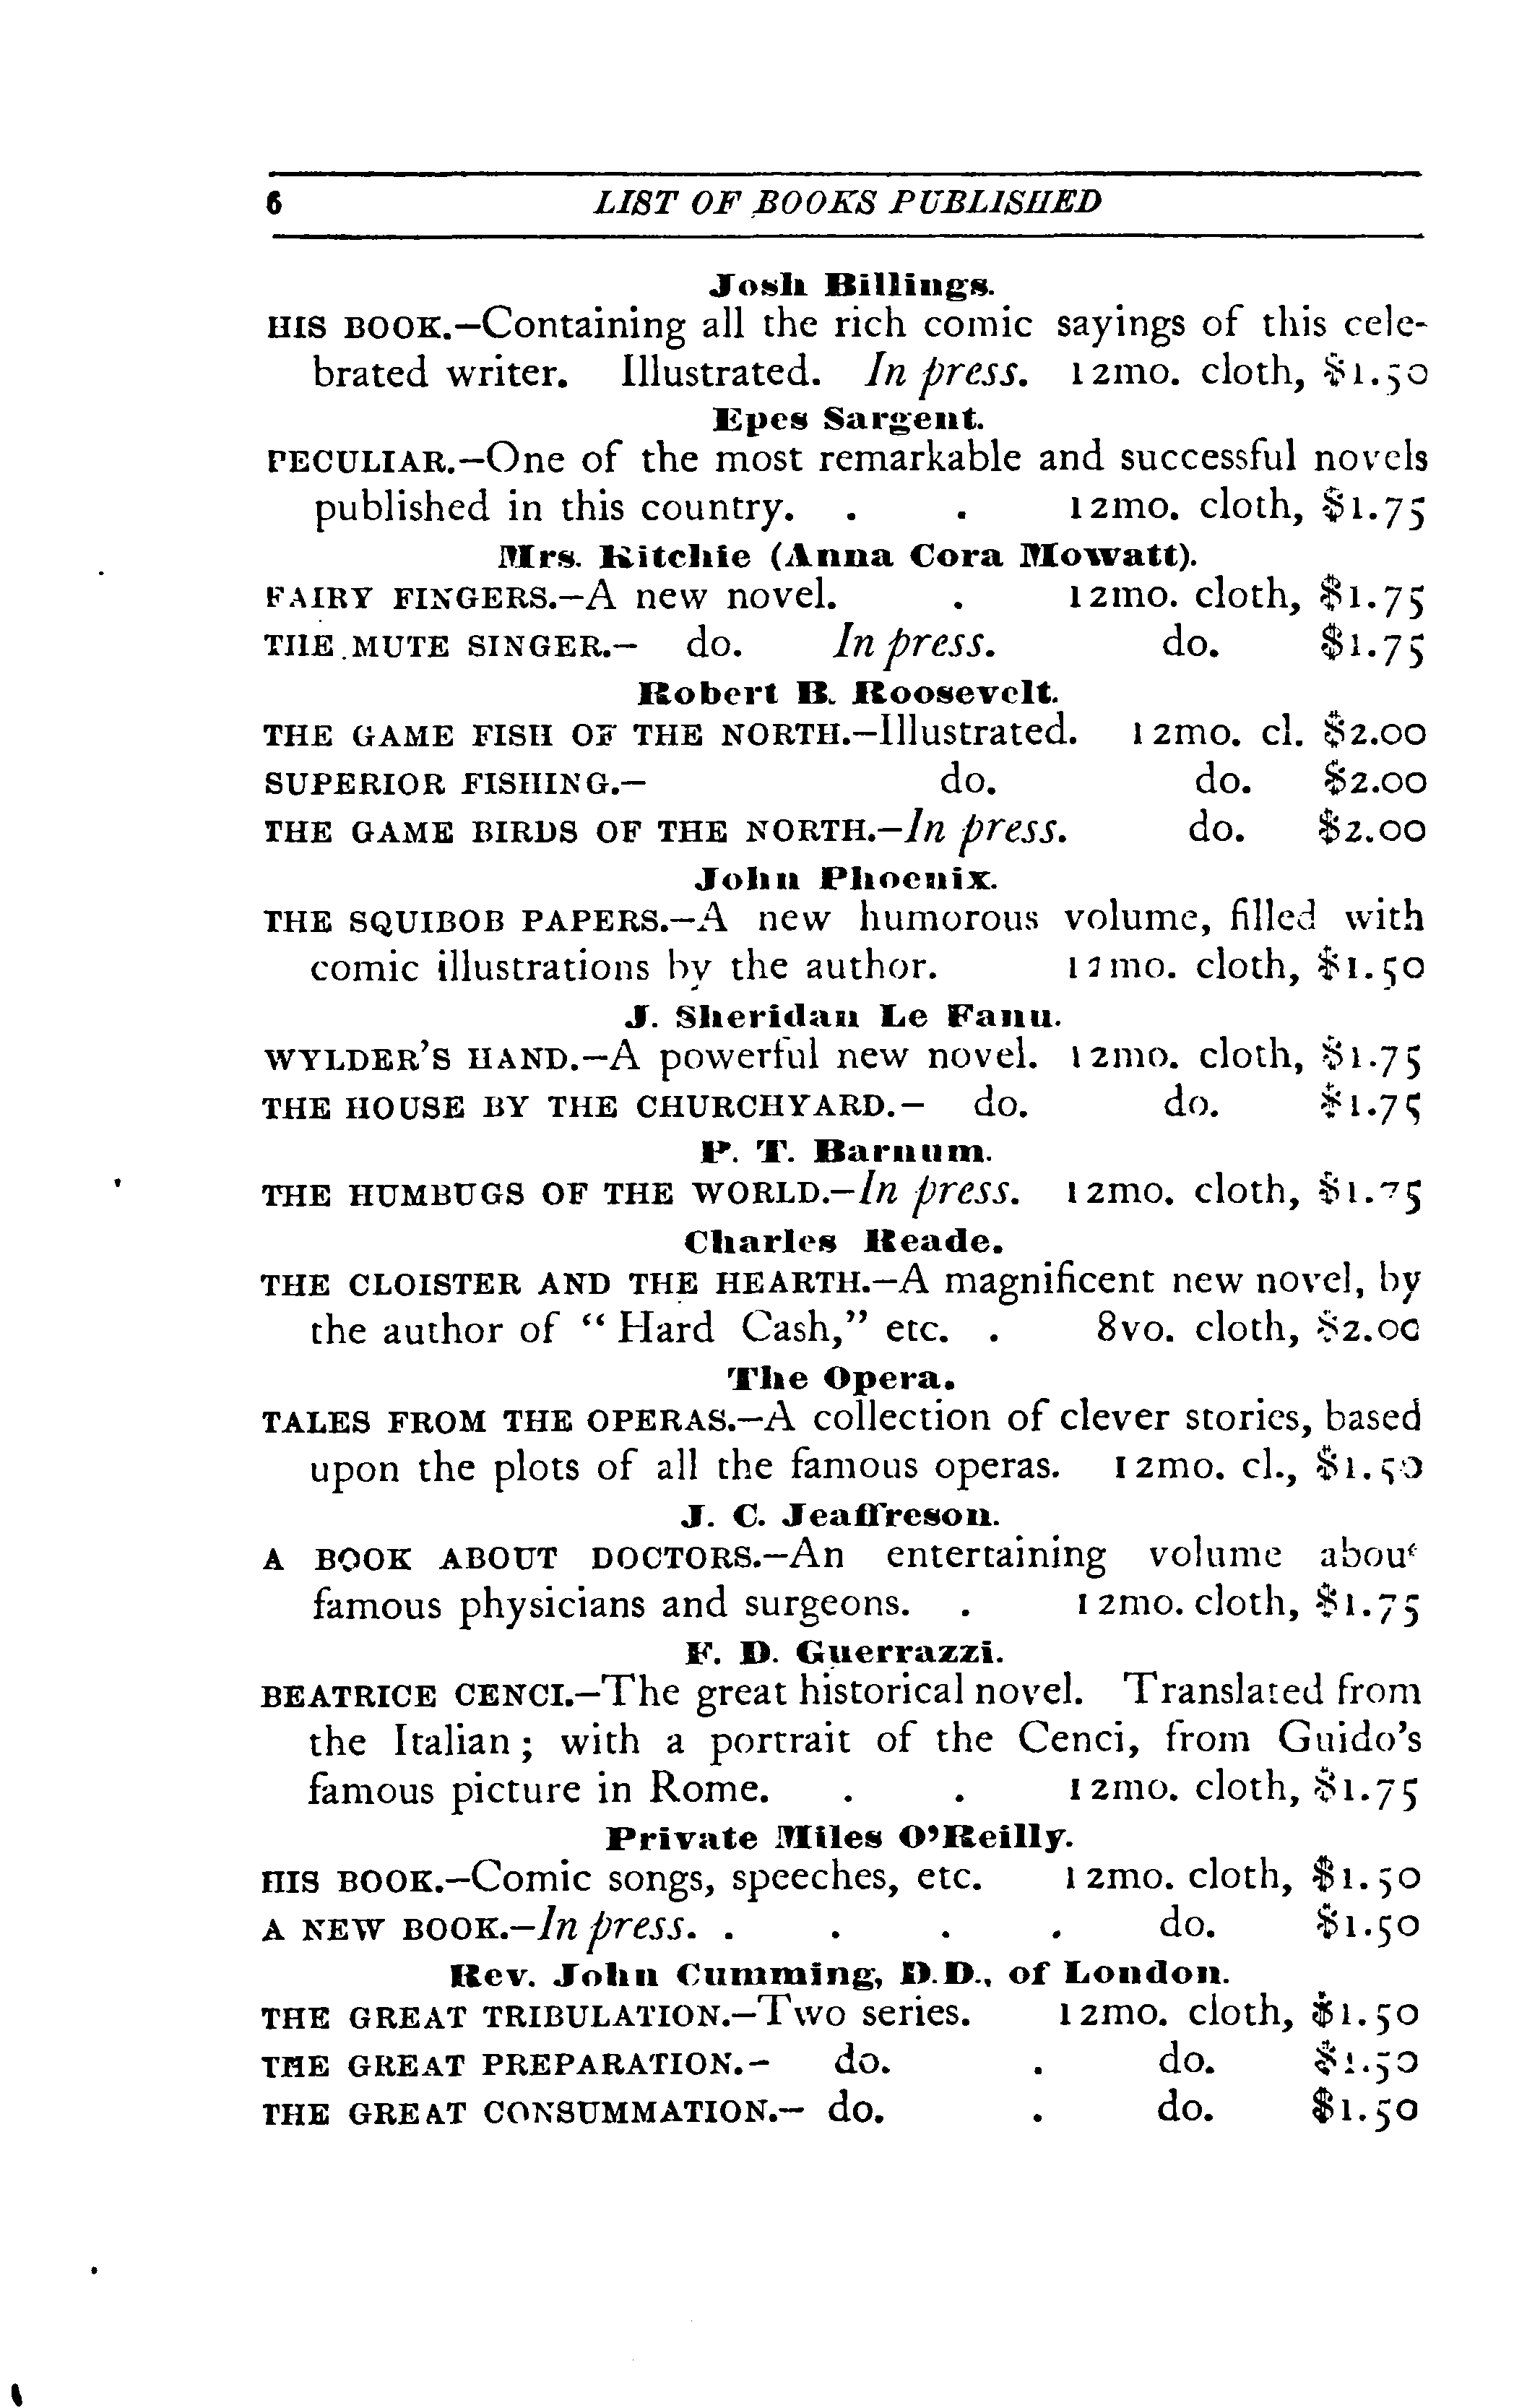 6 LIST OF BOOKS PUBLISHED
Josh Billings.
HIS BOOK.—Containing all the rich comic sayings of this cele-
brated writer. Illustrated. In press. 12mo. cloth, $1.50
Epes Sargent.
PECULIAR.—One of the most remarkable and successful novels
published in this country. . . 12mo. cloth, $1.75
Mrs. Ritchie (Anna Cora Mowatt).
FAIRY FINGERS.—A new novel. . 12mo. cloth, $1.75
THE MUTE SINGER.— do. In press. do. $1.75
Robert B. Roosevelt.
THE GAME FISH OF THE NORTH.—Illustrated. 12mo. cl. $2.00
SUPERIOR FISHING.— do. do. $2.00
THE GAME BIRDS OF THE NORTH.—In press. do. $2.00
John Phoenix.
THE SQUIBOB PAPERS.—A new humorous volume, filled with
comic illustrations by the author. 12mo. cloth, $1.50
J. Sheridan Le Fanu.
WYLDER'S HAND.—A powerful new novel. 12mo. cloth, $1.75
THE HOUSE BY THE CHURCHYARD.— do. do. $1.75
P. T. Barnum.
THE HUMBUGS OF THE WORLD.—In press. 12mo. cloth, $1.75
Charles Reade.
THE CLOISTER AND THE HEARTH.—A magnificent new novel, by
the author of "Hard Cash," etc. . 8vo. cloth, $2.00
The Opera.
TALES FROM THE OPERAS.—A collection of clever stories, based
upon the plots of all the famous operas. 12mo. cl., $1.50
J. C. Jeaffreson.
A BOOK ABOUT DOCTORS.—An entertaining volume about
famous physicians and surgeons. . 12mo. cloth, $1.75
F. D. Guerrazzi.
BEATRICE CENCI.—The great historical novel. Translated from
the Italian; with a portrait of the Cenci, from Guido's
famous picture in Rome. . . 12mo. cloth, $1.75
Private Miles O'Reilly.
HIS BOOK.—Comic songs, speeches, etc. 12mo. cloth, $1.50
A NEW BOOK.—In press. . . . . do. $1.50
Rev. John Cumming, D.D., of London.
THE GREAT TRIBULATION.—Two series. 12mo. cloth, $1.50
THE GREAT PREPARATION.— do. . do. $1.50
THE GREAT CONSUMMATION.— do. . do. $1.50